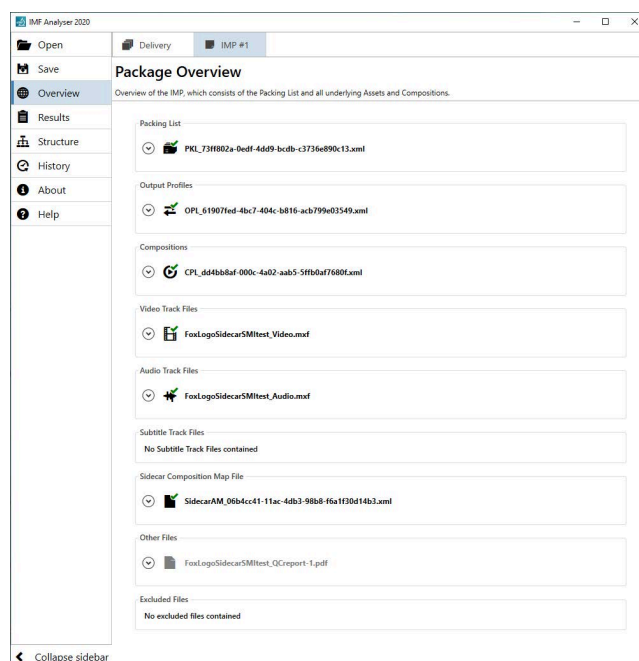 IMF Analyser 2020
Open
Save
Overview
Results
Structure
History
About
Help
Collapse sidebar
Delivery
IMP #1
Package Overview
Overview of the IMP, which consists of the Packing List and all underlying Assets and Compositions.
Packing List
PKL_73ff802a-0edf-4dd9-bcdb-c3736e890c13.xml
Output Profiles
OPL_61907fed-4bc7-404c-b816-acb799e03549.xml
Compositions
CPL_dd4bb8af-000c-4a02-aab5-5ffb0af7680f.xml
Video Track Files
FoxLogoSidecarSMItest_Video.mxf
Audio Track Files
FoxLogoSidecarSMItest_Audio.mxf
Subtitle Track Files
No Subtitle Track Files contained
Sidecar Composition Map File
SidecarAM_06b4cc41-11ac-4db3-98b8-f6a1f30d14b3.xml
Other Files
FoxLogoSidecarSMItest_QCreport-1.pdf
Excluded Files
No excluded files contained